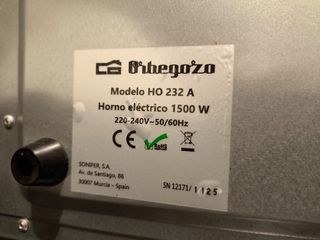 Orbegozo
Modelo HO 232 A
Horno eléctrico 1500 W
220-240V~50/60Hz
CE RoHS
SONIFER, S.A.
Av. de Santiago, 86
30007 Murcia – Spain
SN 12171/1125